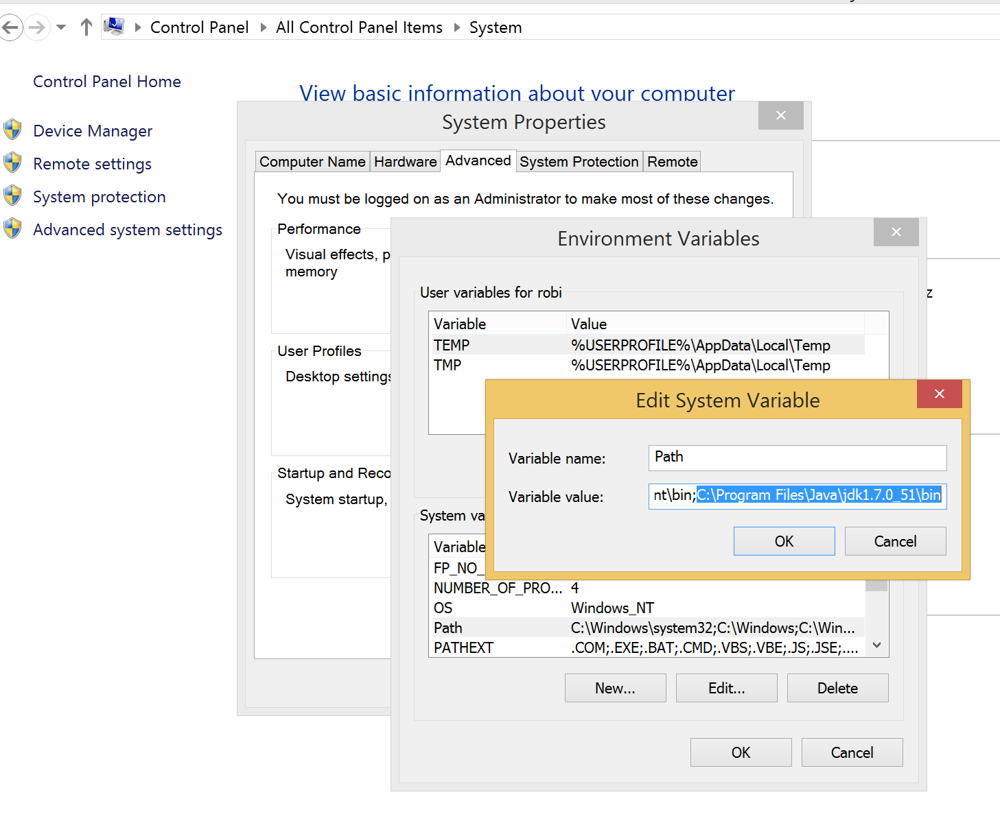 Control Panel
All Control Panel Items
System
Control Panel Home
Device Manager
Remote settings
System protection
Advanced system settings
View basic information about your computer
System Properties
Computer Name
Hardware
Advanced
System Protection
Remote
You must be logged on as an Administrator to make most of these changes.
Performance
Visual effects, p
memory
User Profiles
Desktop settings
Startup and Reco
System startup,
Environment Variables
User variables for robi
Variable Value
TEMP %USERPROFILE%\AppData\Local\Temp
TMP %USERPROFILE%\AppData\Local\Temp
z
Edit System Variable
Variable name: Path
Variable value: nt\bin;C:\Program Files\Java\jdk1.7.0_51\bin
OK Cancel
System va
Variable
FP_NO_
NUMBER_OF_PRO... 4
OS Windows_NT
Path C:\Windows\system32;C:\Windows;C:\Win...
PATHEXT .COM;.EXE;.BAT;.CMD;.VBS;.VBE;.JS;.JSE;....
New... Edit... Delete
OK Cancel